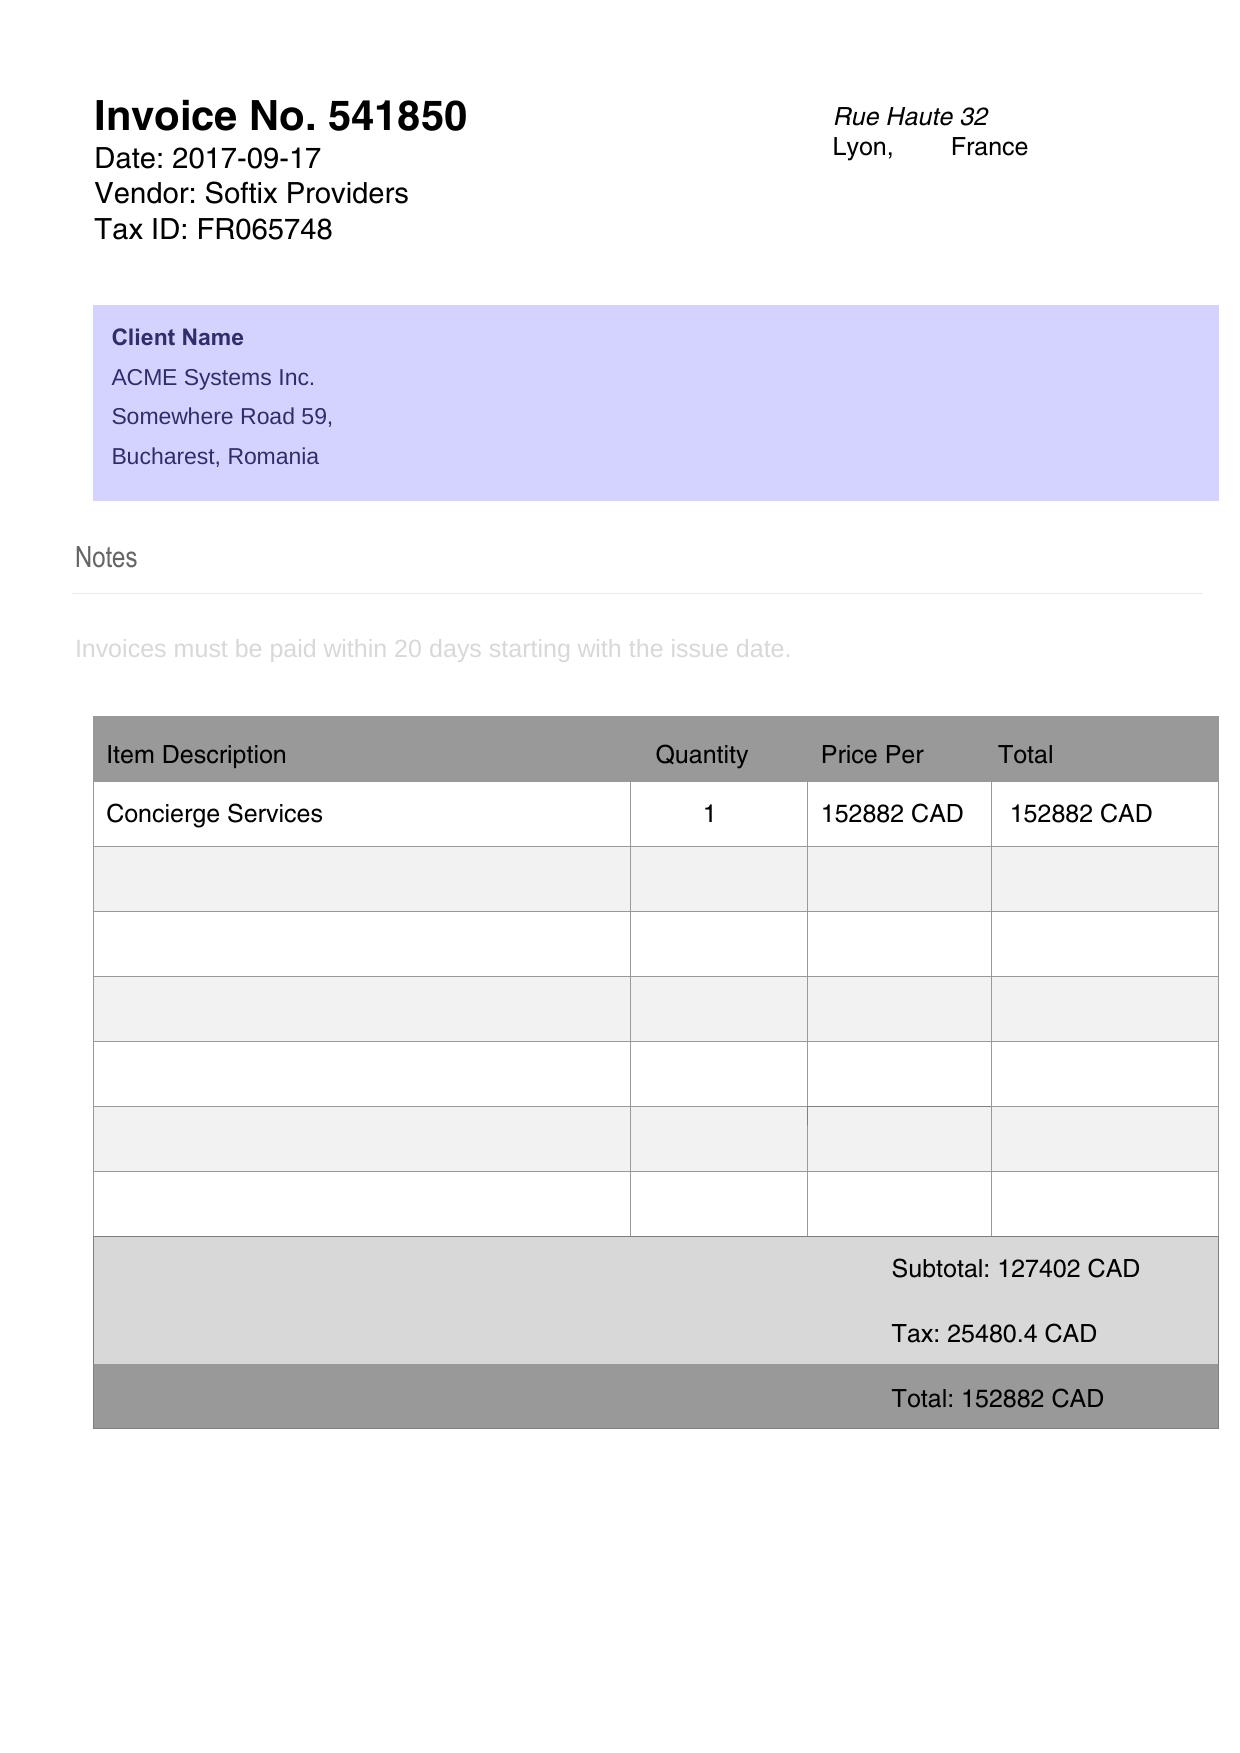 Invoice No. 541850
Date: 2017-09-17
Vendor: Softix Providers
Tax ID: FR065748
Rue Haute 32
Lyon, France
Client Name
ACME Systems Inc.
Somewhere Road 59,
Bucharest, Romania
Notes
Invoices must be paid within 20 days starting with the issue date.
Item Description Quantity Price Per Total
Concierge Services 1 152882 CAD 152882 CAD
Subtotal: 127402 CAD
Tax: 25480.4 CAD
Total: 152882 CAD